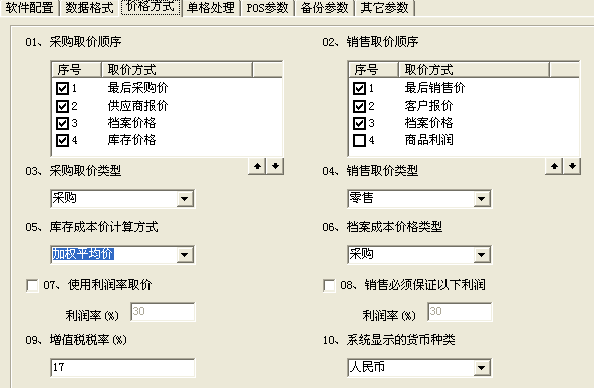 软件配置 数据格式 价格方式 单格处理 POS参数 备份参数 其它参数
01、采购取价顺序
序号 取价方式
1 最后采购价
2 供应商报价
3 档案价格
4 库存价格
02、销售取价顺序
序号 取价方式
1 最后销售价
2 客户报价
3 档案价格
4 商品利润
03、采购取价类型
采购
04、销售取价类型
零售
05、库存成本价计算方式
加权平均价
06、档案成本价格类型
采购
07、使用利润率取价
利润率(%) 30
08、销售必须保证以下利润
利润率(%) 30
09、增值税税率(%)
17
10、系统显示的货币种类
人民币